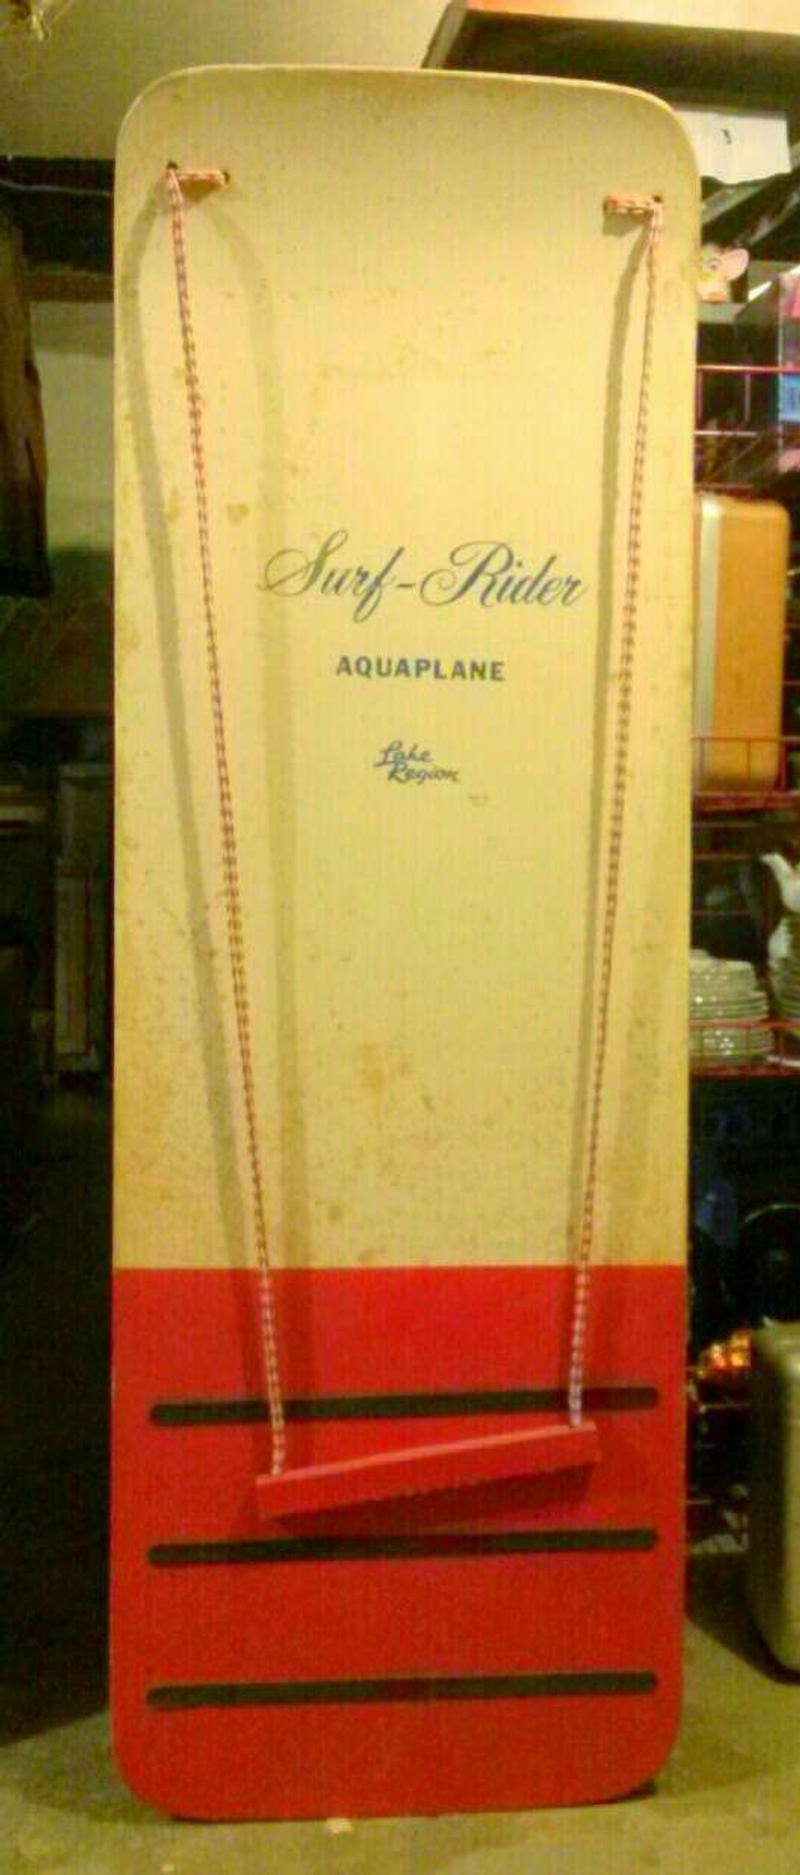 Surf-Rider
AQUAPLANE
Lake
Region